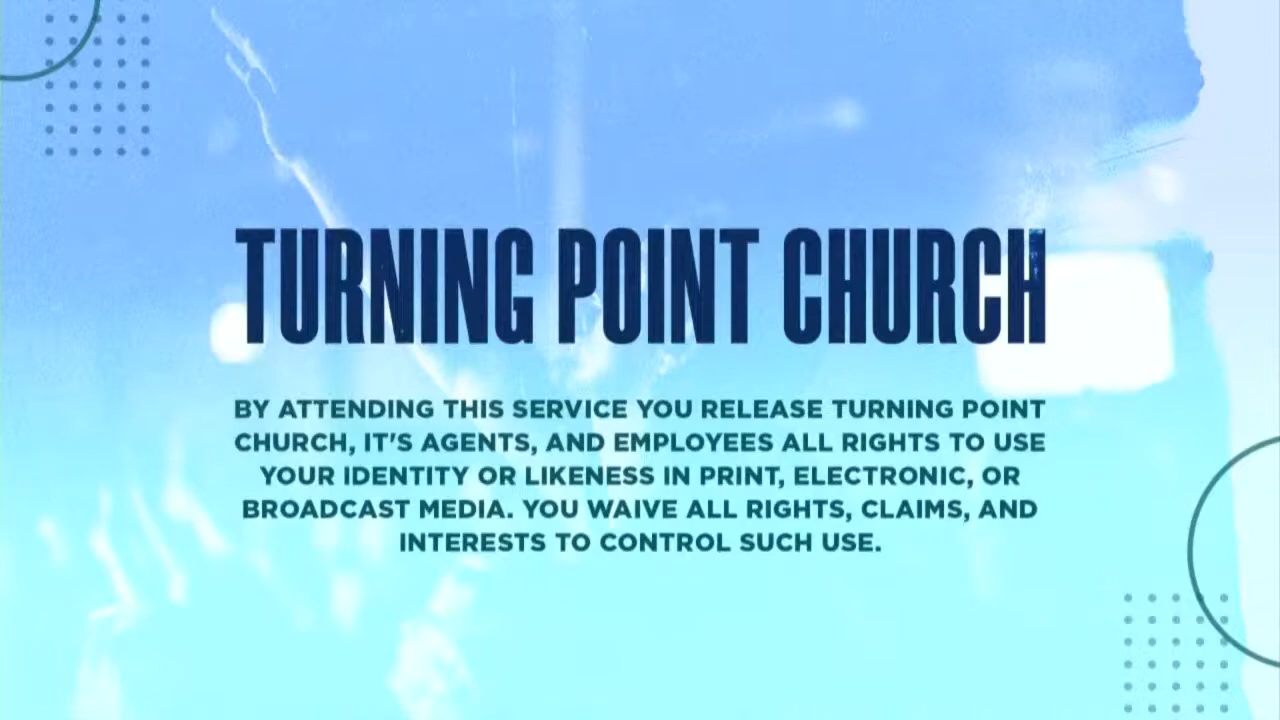 TURNING POINT CHURCH
BY ATTENDING THIS SERVICE YOU RELEASE TURNING POINT
CHURCH, IT'S AGENTS, AND EMPLOYEES ALL RIGHTS TO USE
YOUR IDENTITY OR LIKENESS IN PRINT, ELECTRONIC, OR
BROADCAST MEDIA. YOU WAIVE ALL RIGHTS, CLAIMS, AND
INTERESTS TO CONTROL SUCH USE.